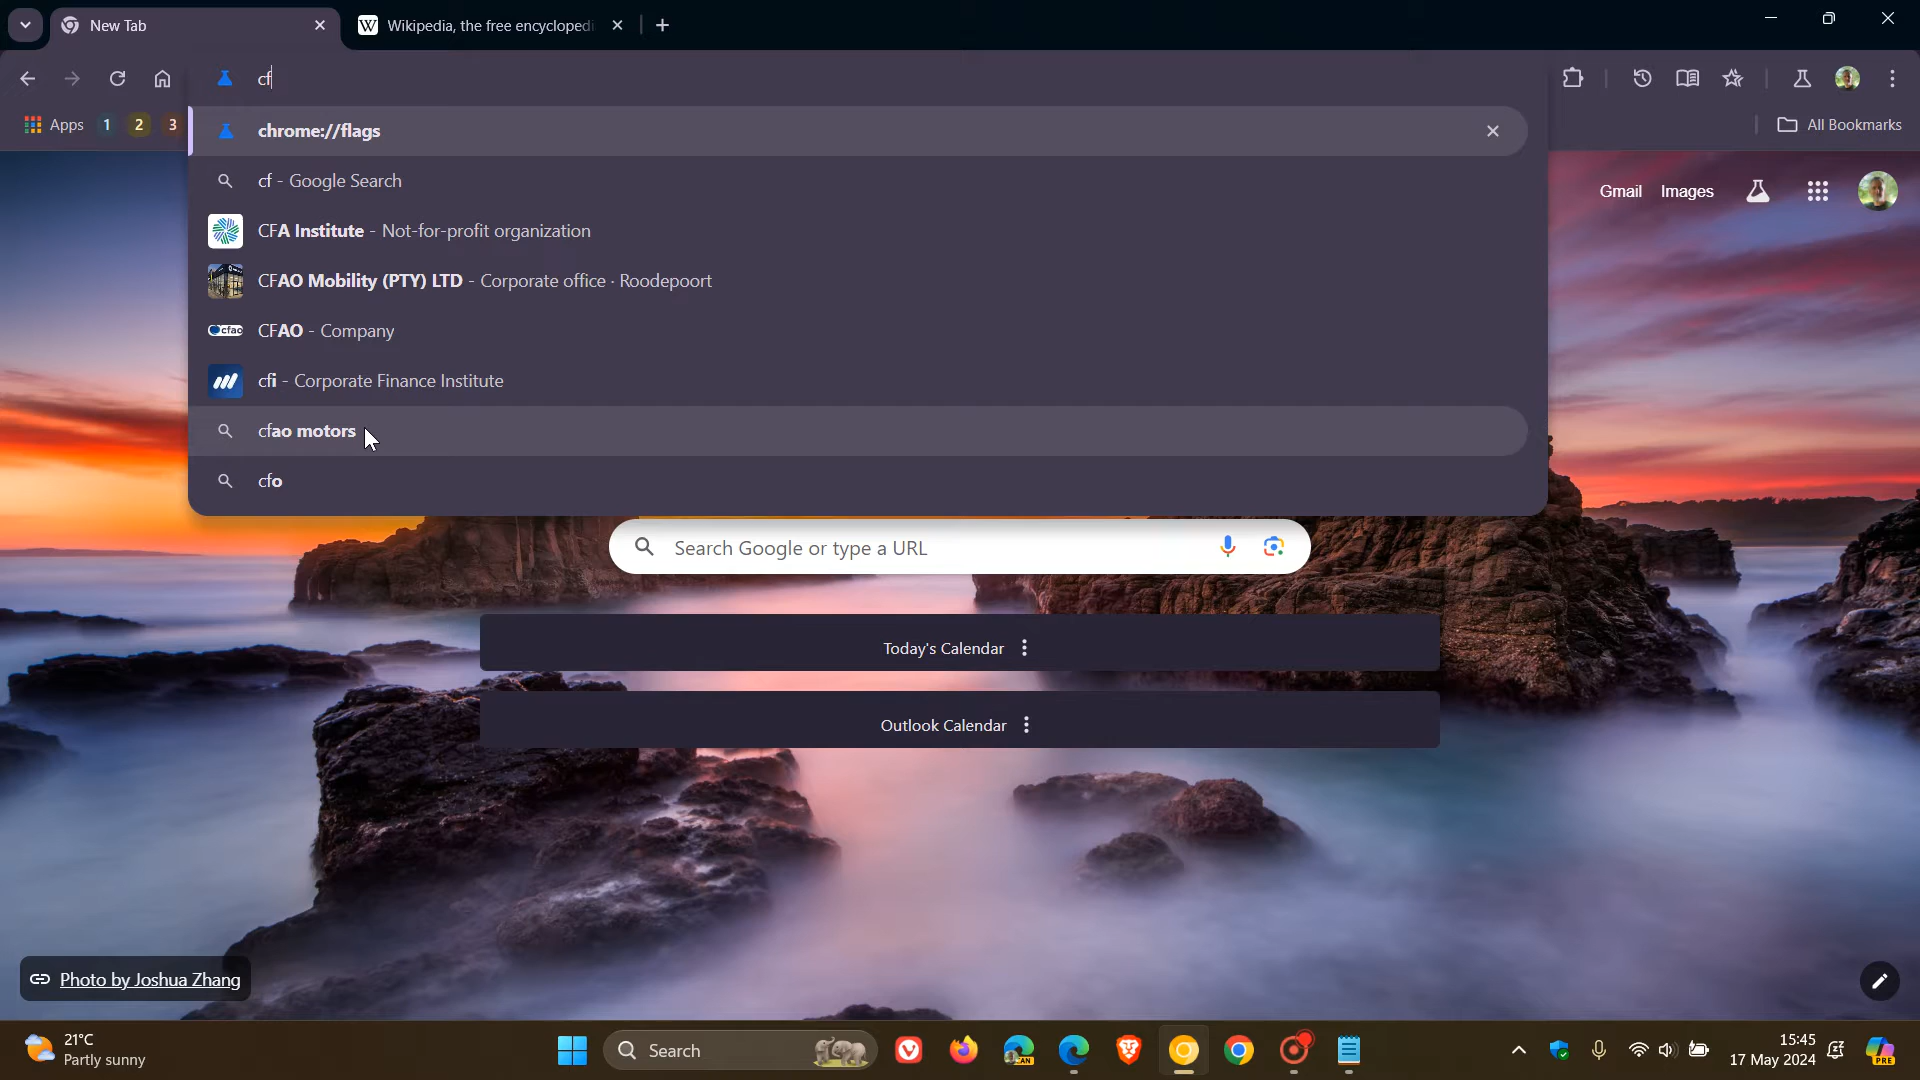 New Tab
Wikipedia, the free encyclopedi
cf
Apps 1 2 3
All Bookmarks
chrome://flags
cf - Google Search
CFA Institute - Not-for-profit organization
CFAO Mobility (PTY) LTD - Corporate office · Roodepoort
cfao
CFAO - Company
cfi - Corporate Finance Institute
cfao motors
cfo
Gmail Images
Search Google or type a URL
Today's Calendar
Outlook Calendar
Photo by Joshua Zhang
21°C
Partly sunny
Search
CAN
15:45
17 May 2024
PRE